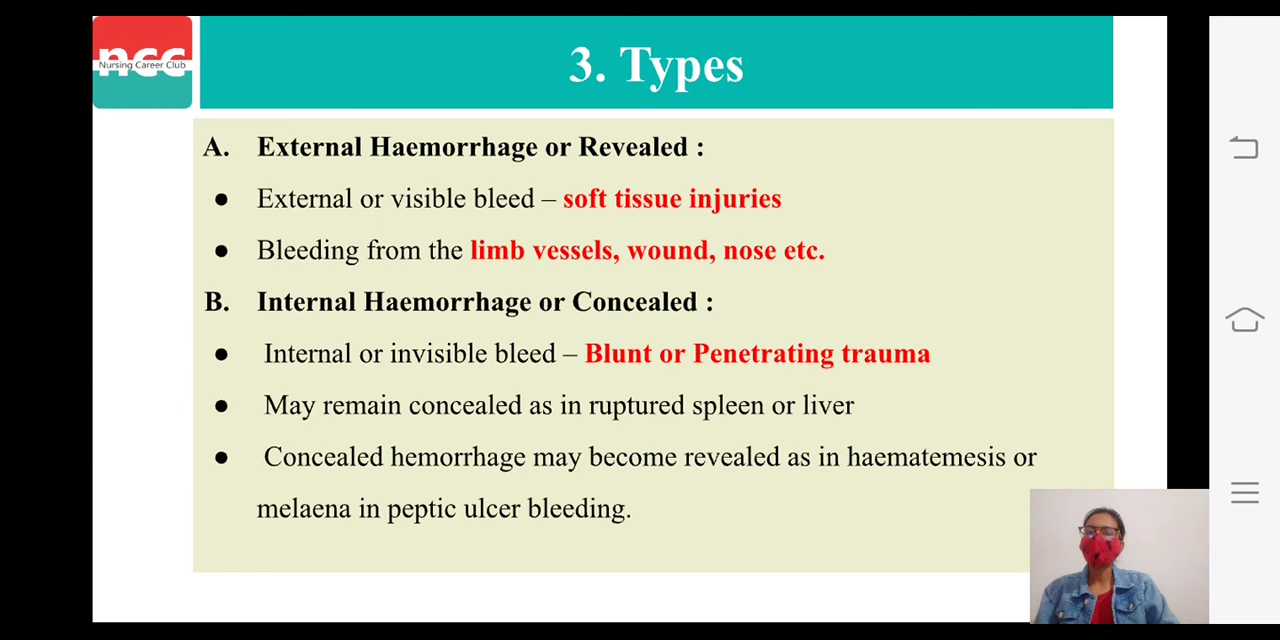 ncc
Nursing Career Club
3. Types
A. External Haemorrhage or Revealed :
● External or visible bleed – soft tissue injuries
● Bleeding from the limb vessels, wound, nose etc.
B. Internal Haemorrhage or Concealed :
● Internal or invisible bleed – Blunt or Penetrating trauma
● May remain concealed as in ruptured spleen or liver
● Concealed hemorrhage may become revealed as in haematemesis or
melaena in peptic ulcer bleeding.